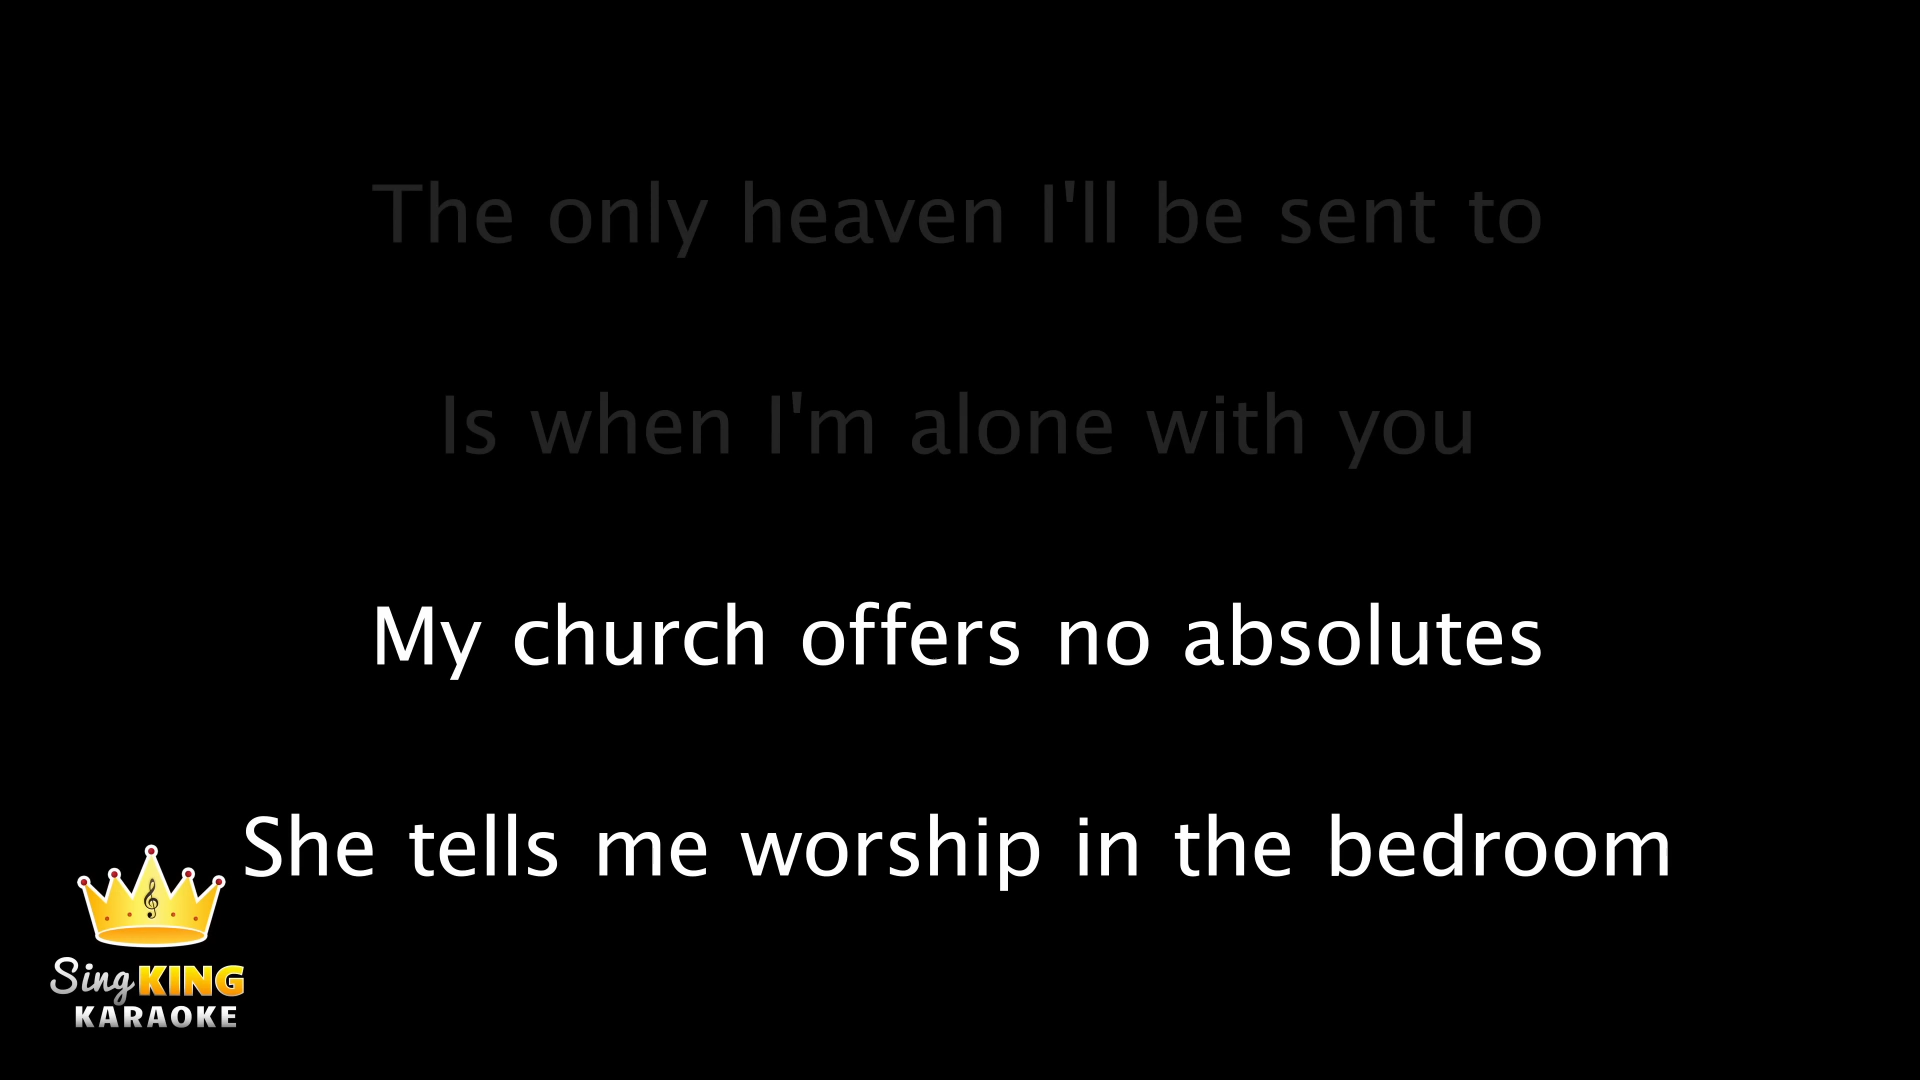 The only heaven I'll be sent to
Is when I'm alone with you
My church offers no absolutes
She tells me worship in the bedroom
Sing KING
KARAOKE